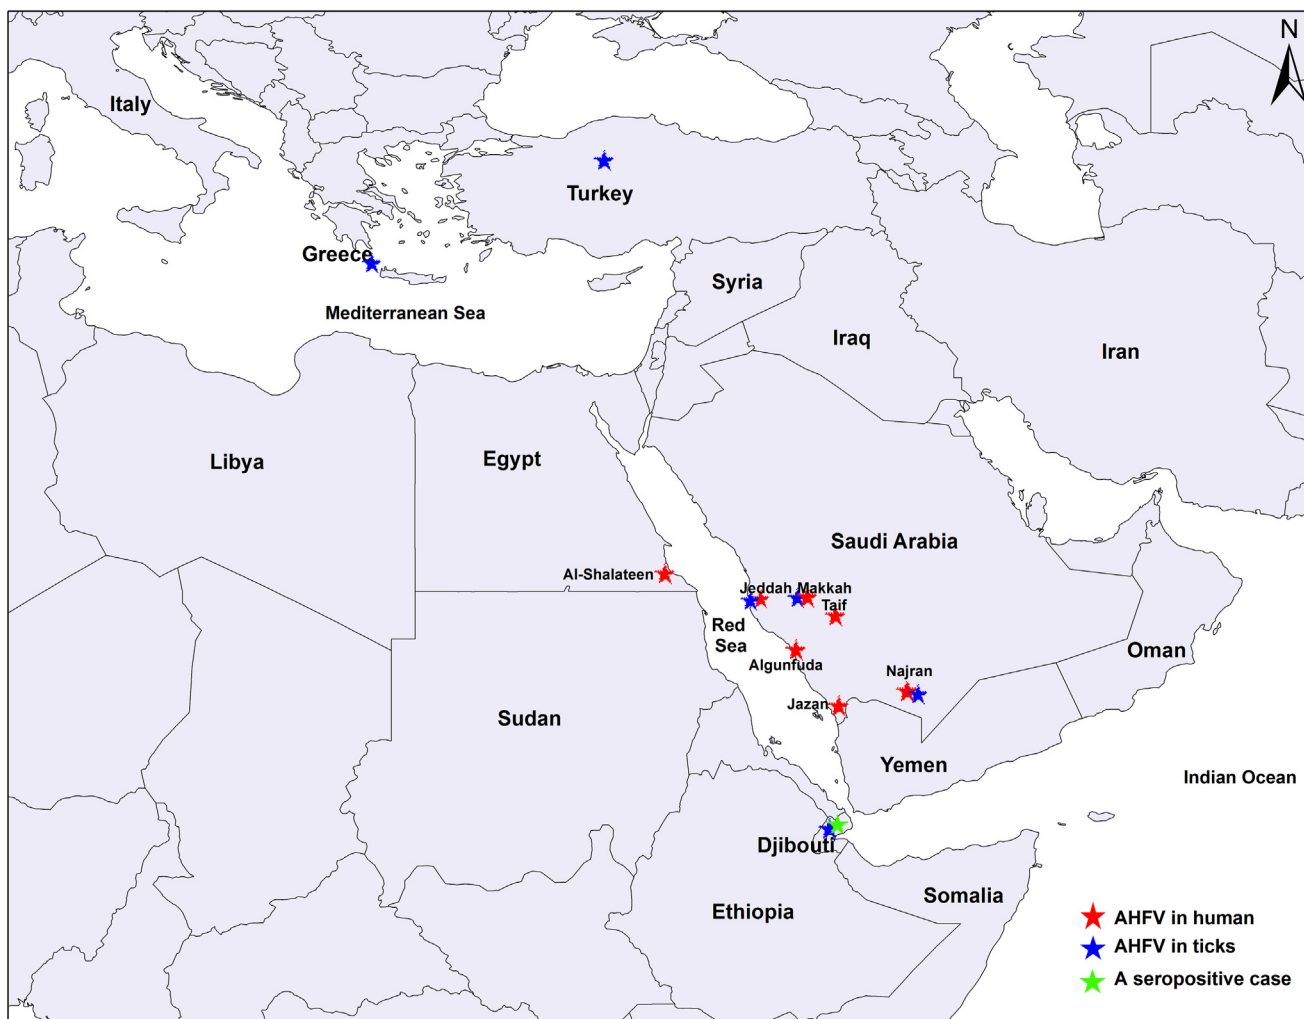 N
Italy
Turkey
Greece
Syria
Mediterranean Sea
Iraq
Iran
Libya
Egypt
Saudi Arabia
Al-Shalateen
Jeddah
Makkah
Taif
Red
Sea
Algunfuda
Najran
Oman
Jazan
Sudan
Yemen
Indian Ocean
Djibouti
Somalia
Ethiopia
AHFV in human
AHFV in ticks
A seropositive case